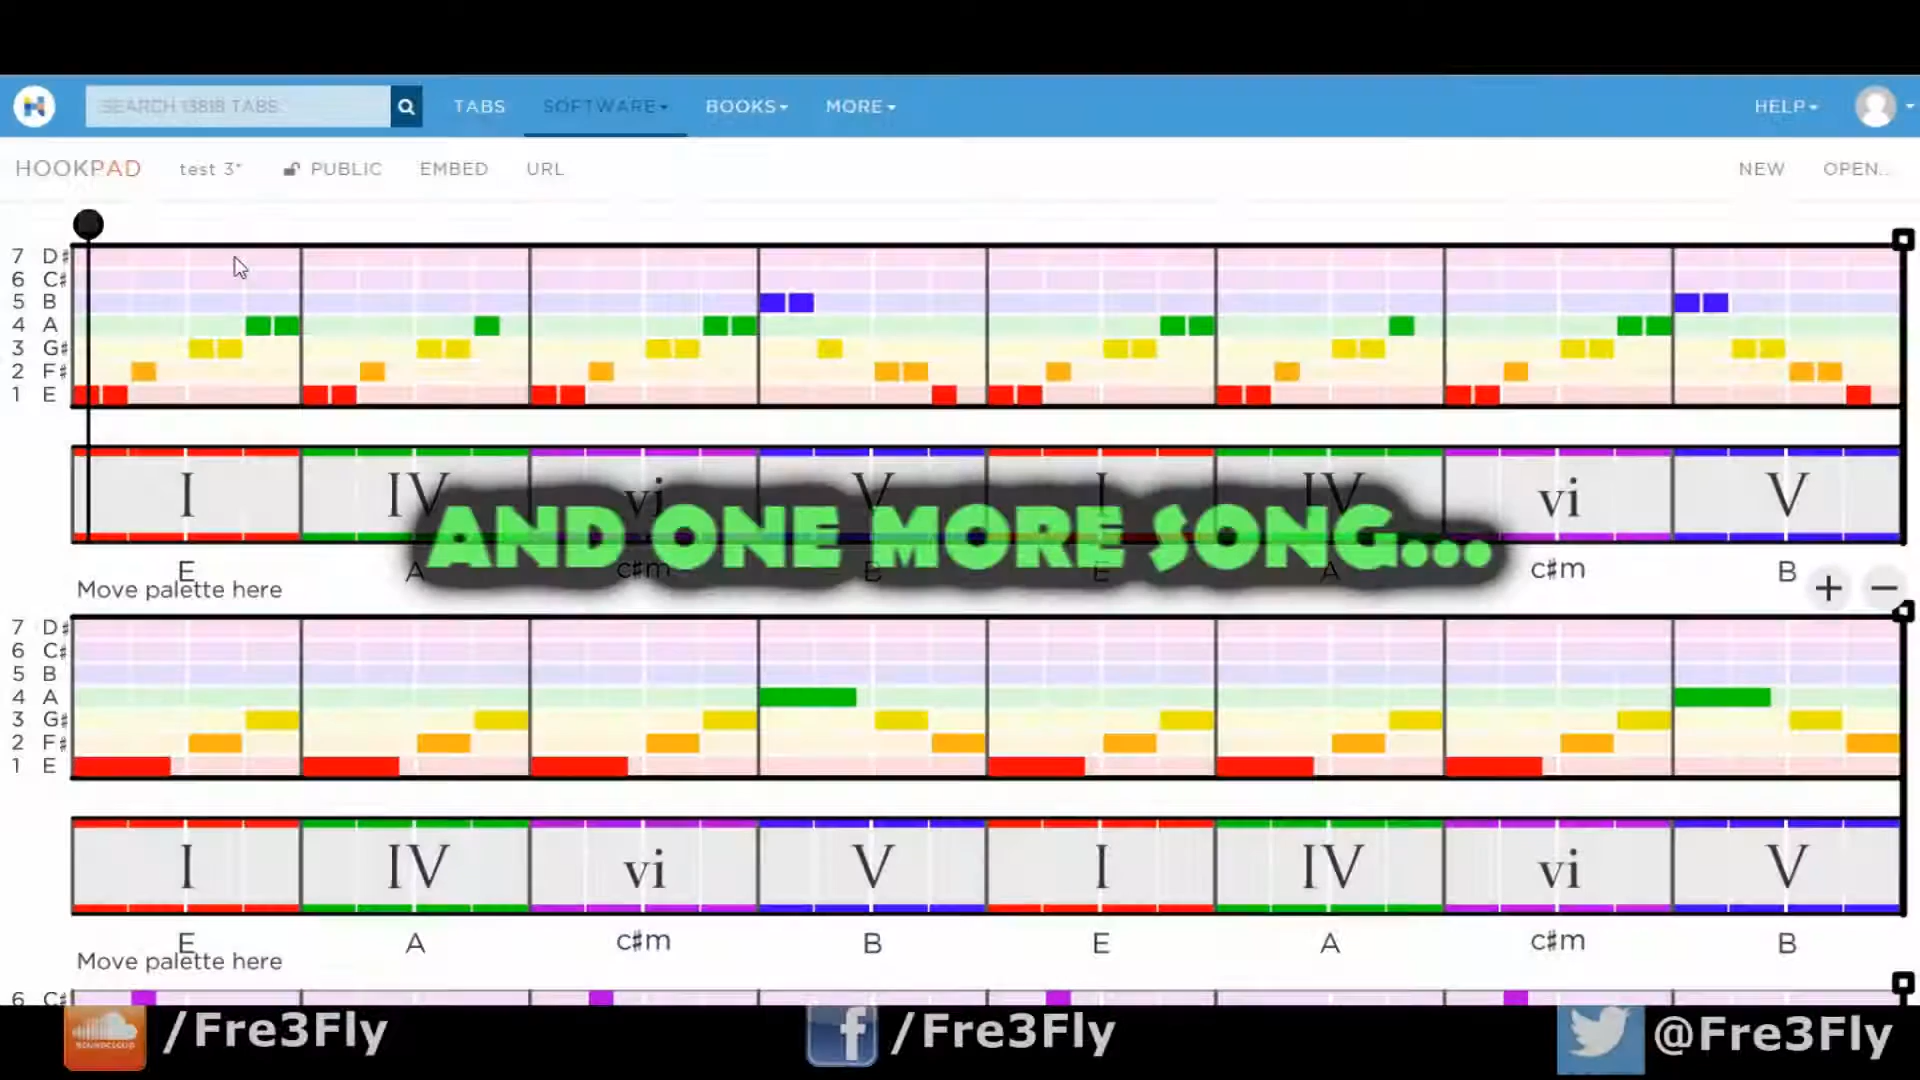 SEARCH 13818 TABS
TABS
SOFTWARE
BOOKS
MORE
HELP
HOOKPAD
test 3*
PUBLIC
EMBED
URL
NEW
OPEN...
7 D#
6 C#
5 B
4 A
3 G#
2 F#
1 E
I IV vi V I IV vi V
AND ONE MORE SONG...
E A c#m B E A c#m B
Move palette here
+ −
7 D#
6 C#
5 B
4 A
3 G#
2 F#
1 E
I IV vi V I IV vi V
E A c#m B E A c#m B
Move palette here
6 C#
SOUNDCLOUD
/Fre3Fly
f
/Fre3Fly
@Fre3Fly